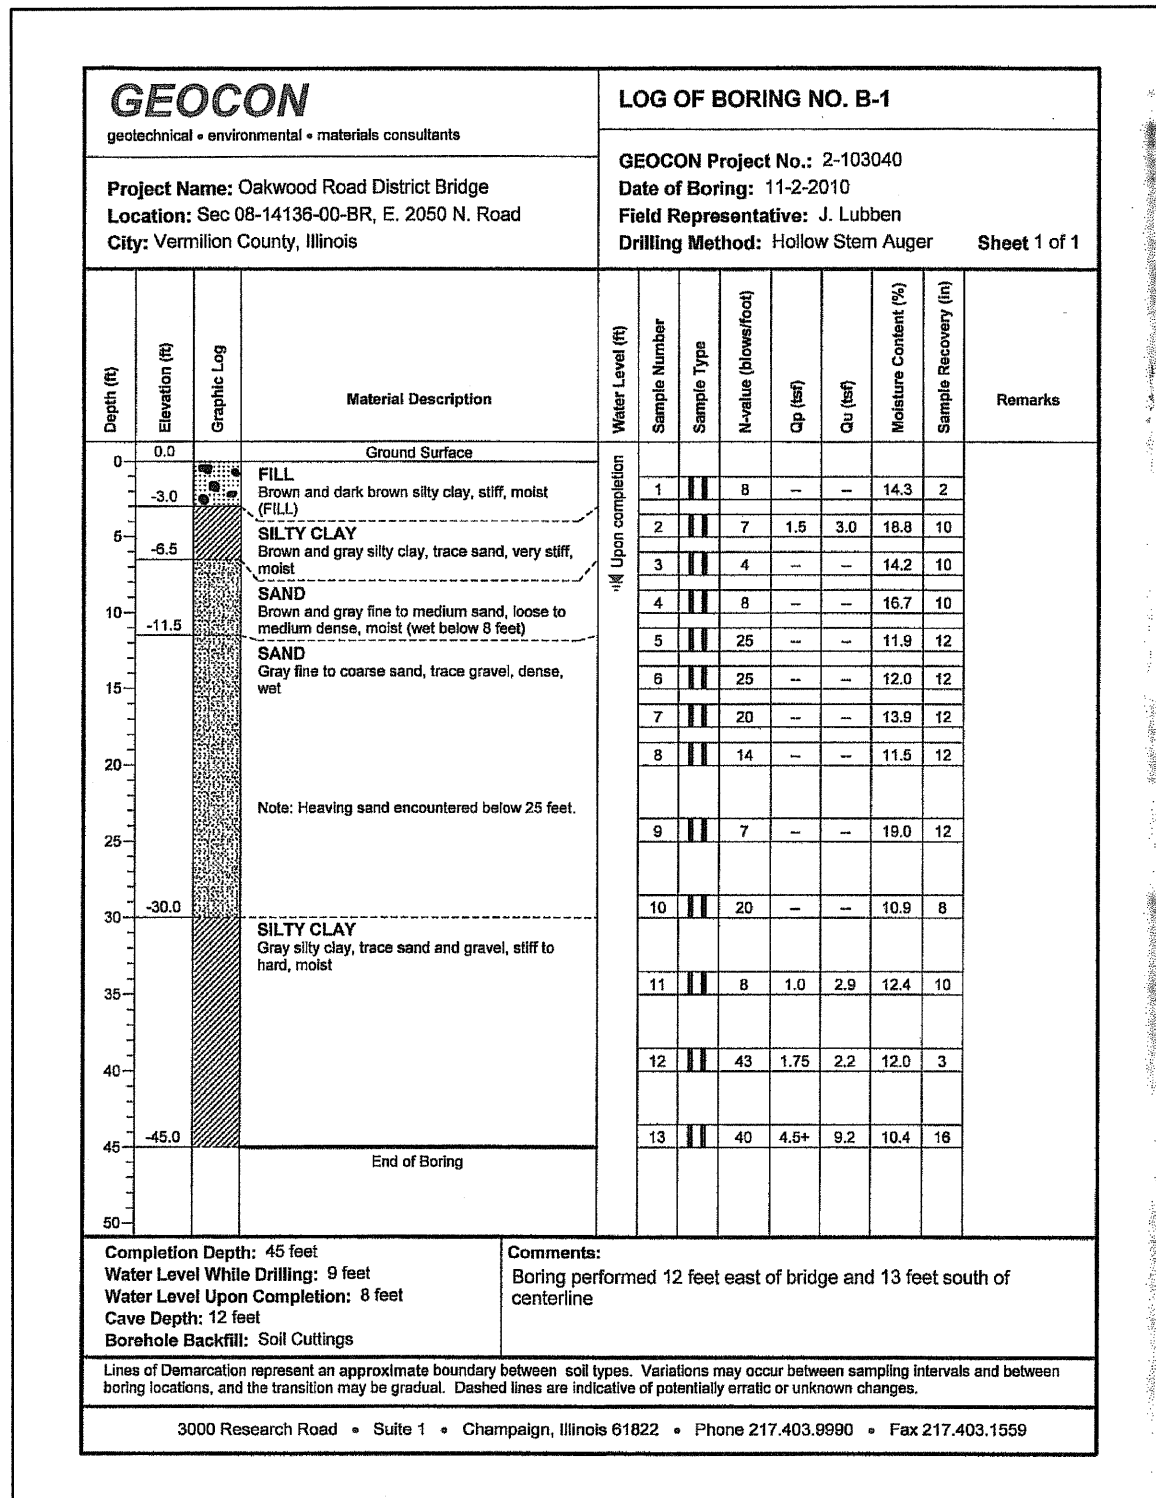 GEOCON
geotechnical • environmental • materials consultants
LOG OF BORING NO. B-1
Project Name: Oakwood Road District Bridge
Location: Sec 08-14136-00-BR, E. 2050 N. Road
City: Vermilion County, Illinois
GEOCON Project No.: 2-103040
Date of Boring: 11-2-2010
Field Representative: J. Lubben
Drilling Method: Hollow Stem Auger Sheet 1 of 1
Depth (ft) Elevation (ft) Graphic Log Material Description Water Level (ft) Sample Number Sample Type N-value (blows/foot) Qp (tsf) Qu (tsf) Moisture Content (%) Sample Recovery (in) Remarks
0.0 Ground Surface
0
FILL
Brown and dark brown silty clay, stiff, moist
(FILL)
-3.0
1 8 -- -- 14.3 2
Upon completion
SILTY CLAY
Brown and gray silty clay, trace sand, very stiff,
moist
5
-6.5
2 7 1.5 3.0 18.8 10
3 4 -- -- 14.2 10
SAND
Brown and gray fine to medium sand, loose to
medium dense, moist (wet below 8 feet)
10
-11.5
4 8 -- -- 16.7 10
SAND
Gray fine to coarse sand, trace gravel, dense,
wet
5 25 -- -- 11.9 12
6 25 -- -- 12.0 12
15
7 20 -- -- 13.9 12
8 14 -- -- 11.5 12
20
Note: Heaving sand encountered below 25 feet.
9 7 -- -- 19.0 12
25
-30.0
10 20 -- -- 10.9 8
30
SILTY CLAY
Gray silty clay, trace sand and gravel, stiff to
hard, moist
11 8 1.0 2.9 12.4 10
35
12 43 1.75 2.2 12.0 3
40
-45.0
13 40 4.5+ 9.2 10.4 16
45
End of Boring
50
Completion Depth: 45 feet
Water Level While Drilling: 9 feet
Water Level Upon Completion: 8 feet
Cave Depth: 12 feet
Borehole Backfill: Soil Cuttings
Comments:
Boring performed 12 feet east of bridge and 13 feet south of
centerline
Lines of Demarcation represent an approximate boundary between soil types. Variations may occur between sampling intervals and between
boring locations, and the transition may be gradual. Dashed lines are indicative of potentially erratic or unknown changes.
3000 Research Road • Suite 1 • Champaign, Illinois 61822 • Phone 217.403.9990 • Fax 217.403.1559